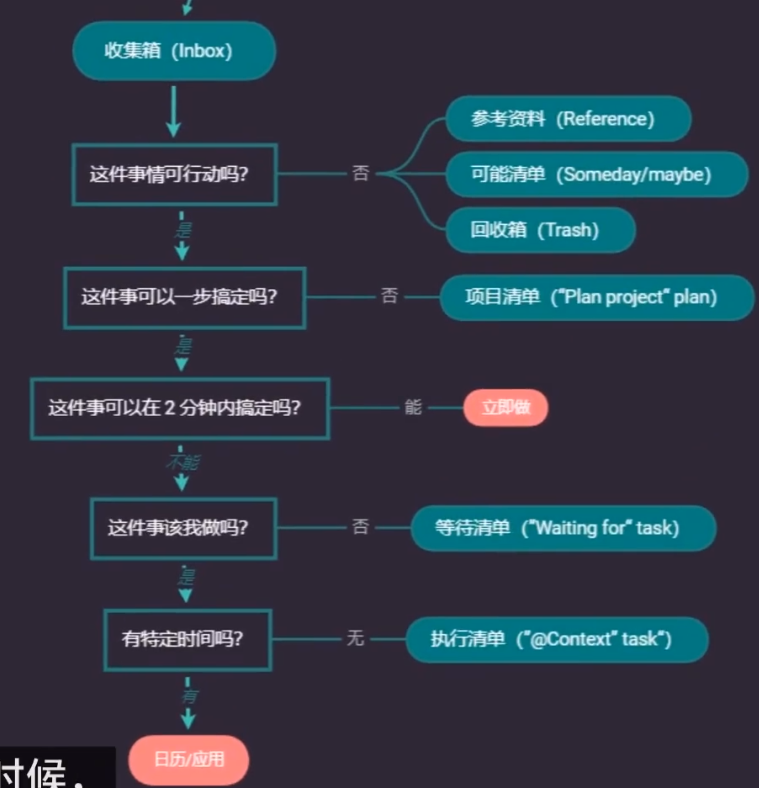 收集箱（Inbox）
参考资料（Reference）
这件事情可行动吗？
否
可能清单（Someday/maybe）
回收箱（Trash）
是
这件事可以一步搞定吗？
否
项目清单（"Plan project" plan）
是
这件事可以在 2 分钟内搞定吗？
能
立即做
不能
这件事该我做吗？
否
等待清单（"Waiting for" task）
是
有特定时间吗？
无
执行清单（"@Context" task"）
有
日历/应用
时候，